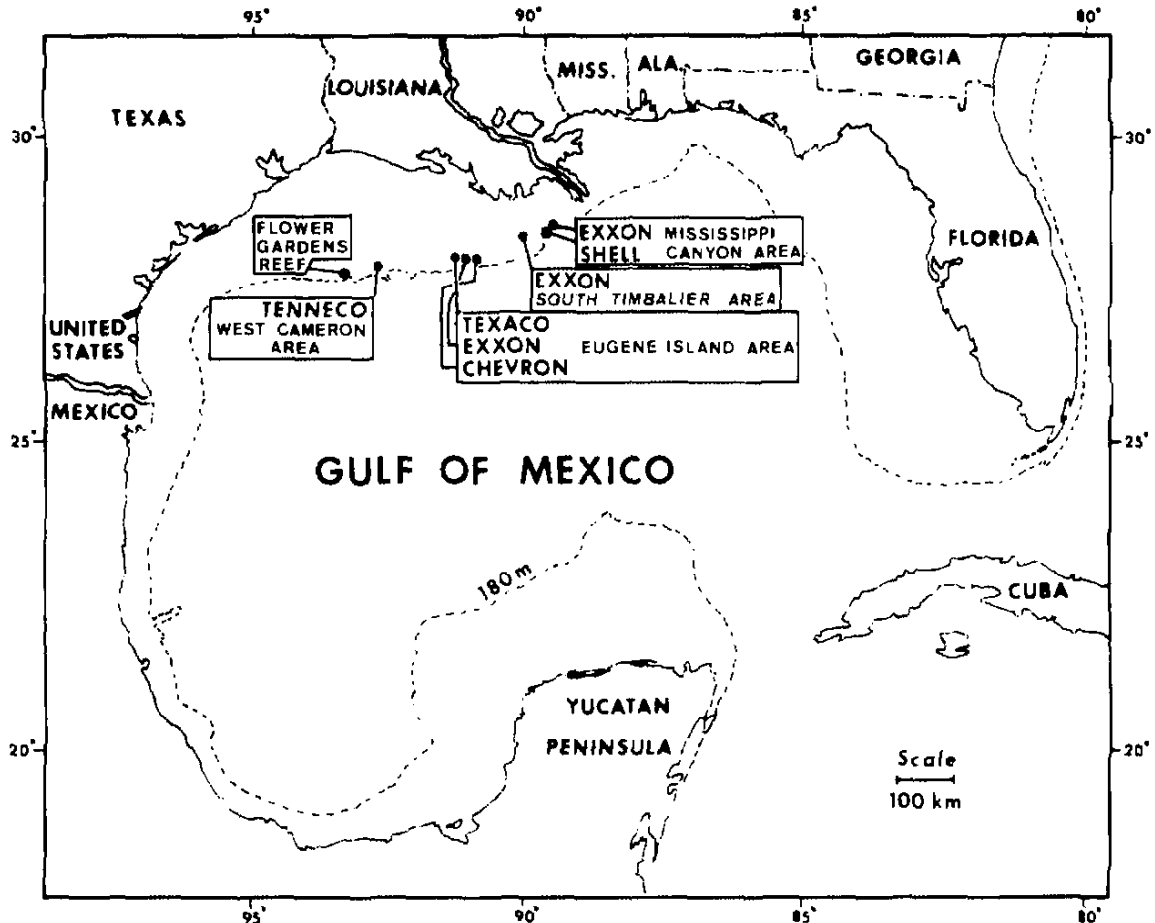 95° 90° 85° 80°
GEORGIA
MISS. ALA.
LOUISIANA
TEXAS
30° 30°
FLOWER
GARDENS
REEF
EXXON MISSISSIPPI
SHELL CANYON AREA
FLORIDA
EXXON
SOUTH TIMBALIER AREA
TENNECO
WEST CAMERON
AREA
TEXACO
EXXON EUGENE ISLAND AREA
CHEVRON
UNITED
STATES
MEXICO
25° 25°
GULF OF MEXICO
180 m
CUBA
YUCATAN
PENINSULA
20° 20°
Scale
100 km
95° 90° 85° 80°